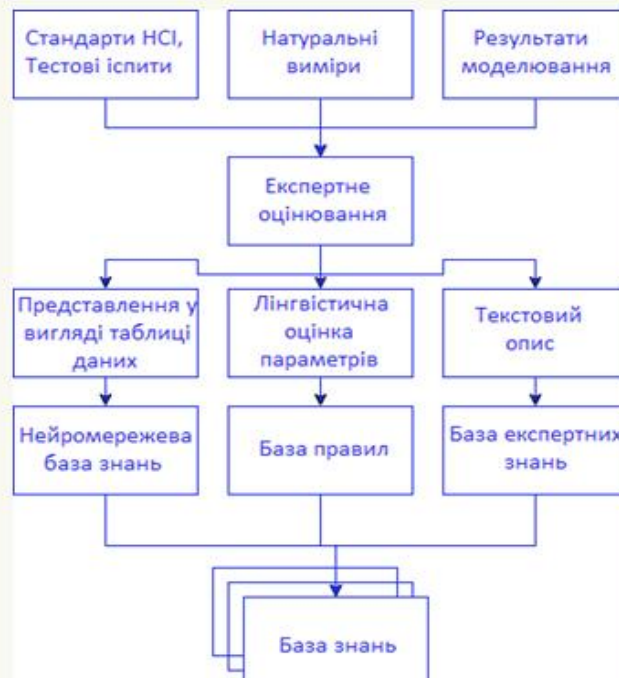 Стандарти HCI,
Тестові іспити
Натуральні
виміри
Результати
моделювання
Експертне
оцінювання
Представлення у
вигляді таблиці
даних
Лінгвістична
оцінка
параметрів
Текстовий
опис
Нейромережева
база знань
База правил
База експертних
знань
База знань